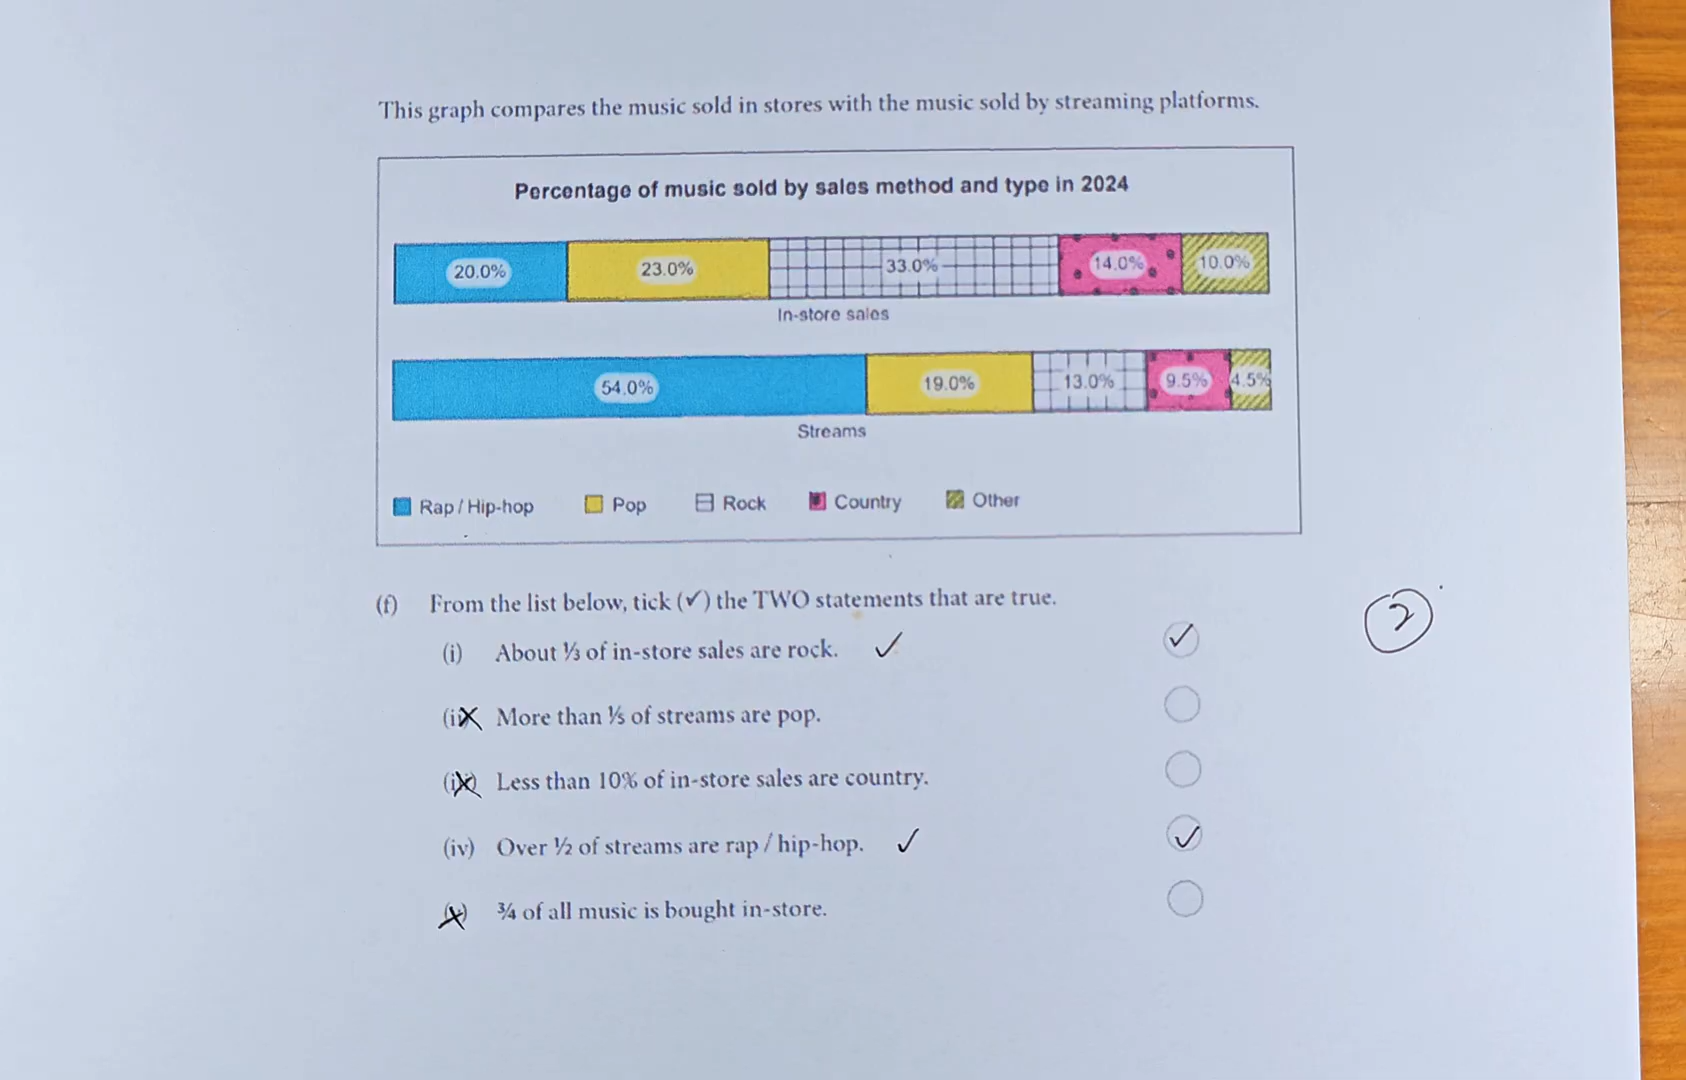 This graph compares the music sold in stores with the music sold by streaming platforms.
Percentage of music sold by sales method and type in 2024
20.0% 23.0% 33.0% 14.0% 10.0%
In-store sales
54.0% 19.0% 13.0% 9.5% 4.5%
Streams
Rap / Hip-hop Pop Rock Country Other
(f) From the list below, tick (✓) the TWO statements that are true.
2
(i) About ⅓ of in-store sales are rock. ✓ ✓
(ii) More than ⅕ of streams are pop.
(iii) Less than 10% of in-store sales are country.
(iv) Over ½ of streams are rap / hip-hop. ✓ ✓
(v) ¾ of all music is bought in-store.